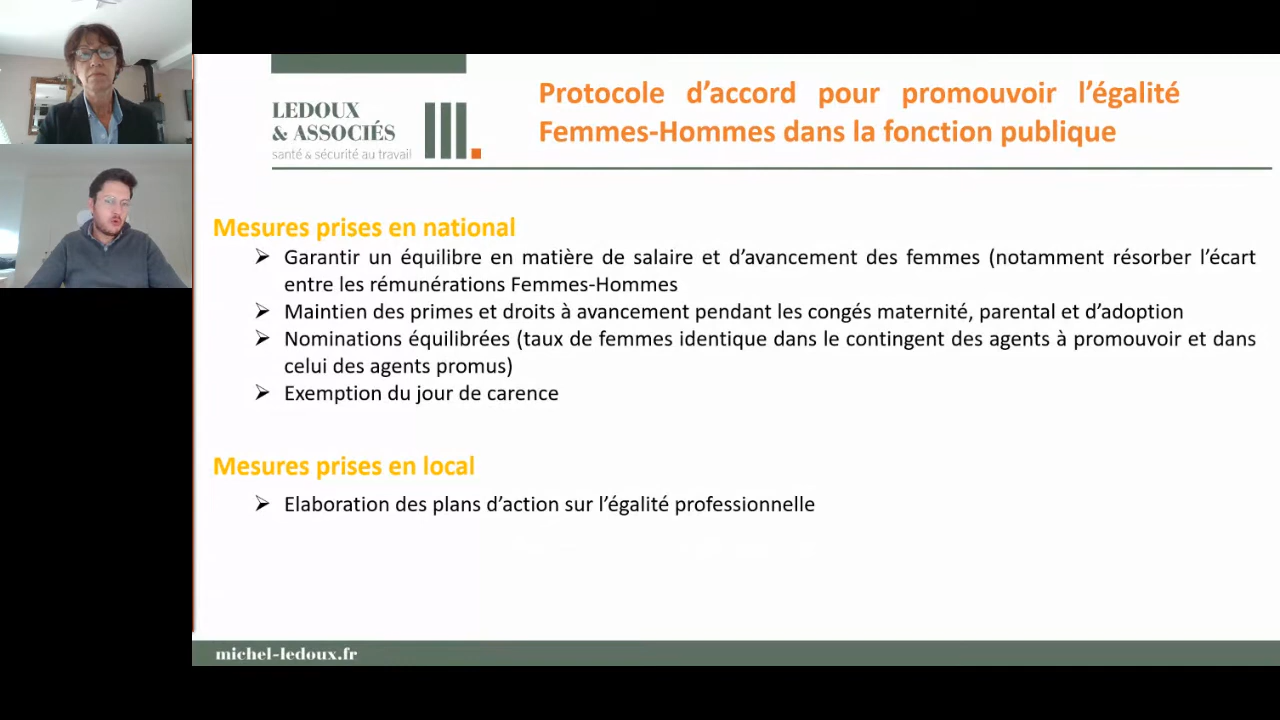 LEDOUX
& ASSOCIÉS
santé & sécurité au travail
Protocole d’accord pour promouvoir l’égalité
Femmes-Hommes dans la fonction publique
Mesures prises en national
➢ Garantir un équilibre en matière de salaire et d’avancement des femmes (notamment résorber l’écart
entre les rémunérations Femmes-Hommes
➢ Maintien des primes et droits à avancement pendant les congés maternité, parental et d’adoption
➢ Nominations équilibrées (taux de femmes identique dans le contingent des agents à promouvoir et dans
celui des agents promus)
➢ Exemption du jour de carence
Mesures prises en local
➢ Elaboration des plans d’action sur l’égalité professionnelle
michel-ledoux.fr